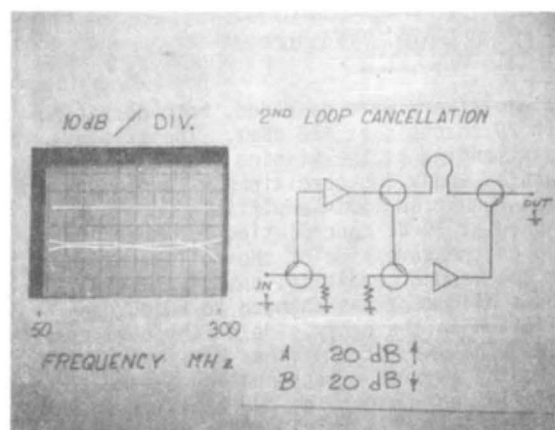 10dB / DIV.
2ND LOOP CANCELLATION
OUT
IN
50 300
FREQUENCY MHz
A 20 dB ↑
B 20 dB ↓